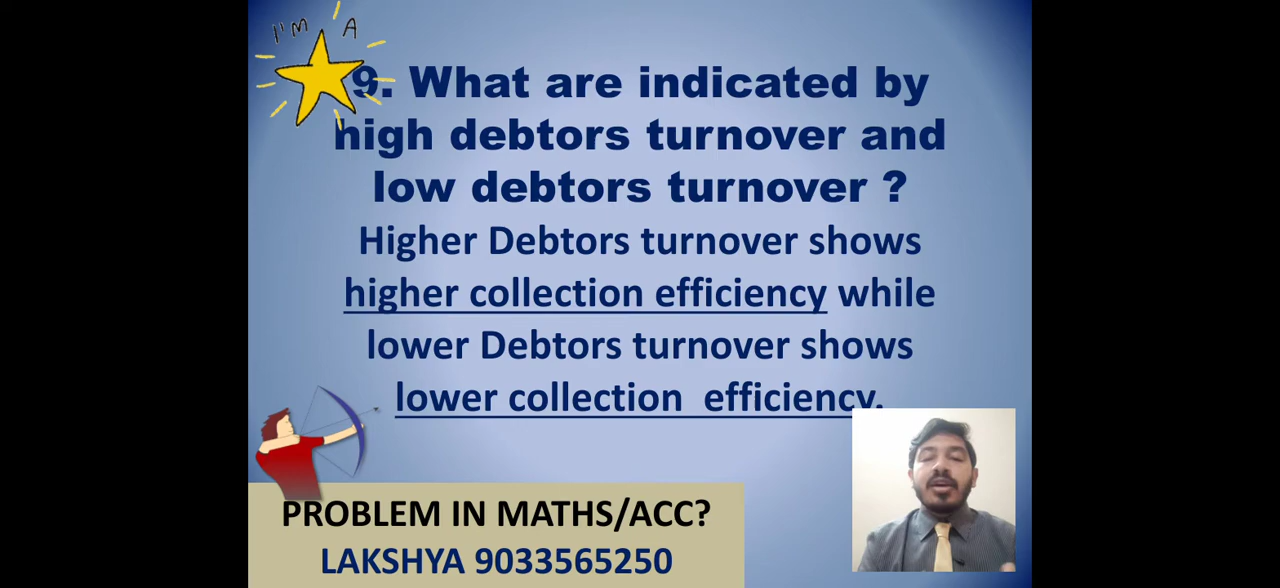 I'M A
9. What are indicated by
high debtors turnover and
low debtors turnover ?
Higher Debtors turnover shows
higher collection efficiency while
lower Debtors turnover shows
lower collection efficiency.
PROBLEM IN MATHS/ACC?
LAKSHYA 9033565250